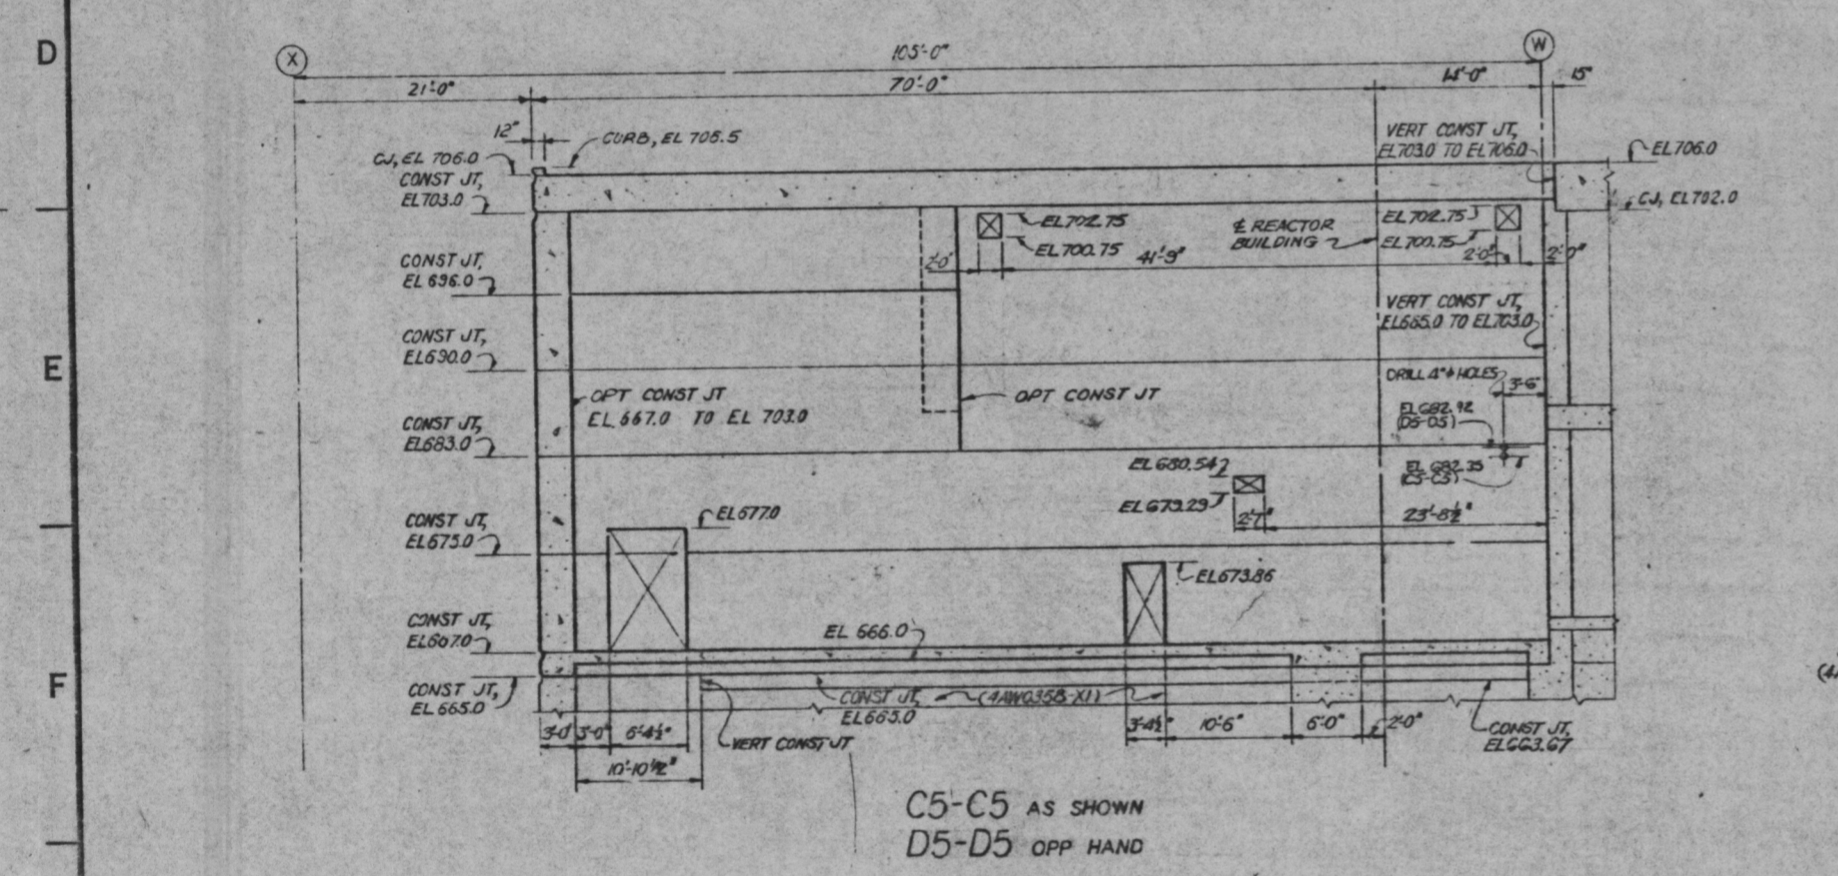 D
X
105'-0"
W
21'-0"
70'-0"
14'-0"
15"
12"
CURB, EL 706.5
CJ, EL 706.0
CONST JT,
EL 703.0
VERT CONST JT,
EL 703.0 TO EL 706.0
EL 706.0
CJ, EL 702.0
EL 702.75
EL 700.75
℄ REACTOR
BUILDING
EL 702.75
EL 700.75
2'-0"
41'-9"
2'-0"
2'-0"
CONST JT,
EL 696.0
VERT CONST JT,
EL 665.0 TO EL 703.0
CONST JT,
EL 690.0
E
DRILL 4"φ HOLES
3'-6"
OPT CONST JT
EL 667.0 TO EL 703.0
OPT CONST JT
EL 682.92
(D5-D5)
CONST JT,
EL 683.0
EL 680.54
EL 682.35
(C5-C5)
EL 679.29
2'-7"
23'-8½"
EL 677.0
CONST JT,
EL 675.0
EL 673.86
CONST JT,
EL 667.0
EL 666.0
F
CONST JT,
EL 665.0
CONST JT,
EL 665.0
(4AW0358-X1)
3'-0"
3'-0"
6'-4½"
VERT CONST JT
3'-4½"
10'-6"
6'-0"
2'-0"
CONST JT,
EL 663.67
10'-10½"
C5-C5 AS SHOWN
D5-D5 OPP HAND